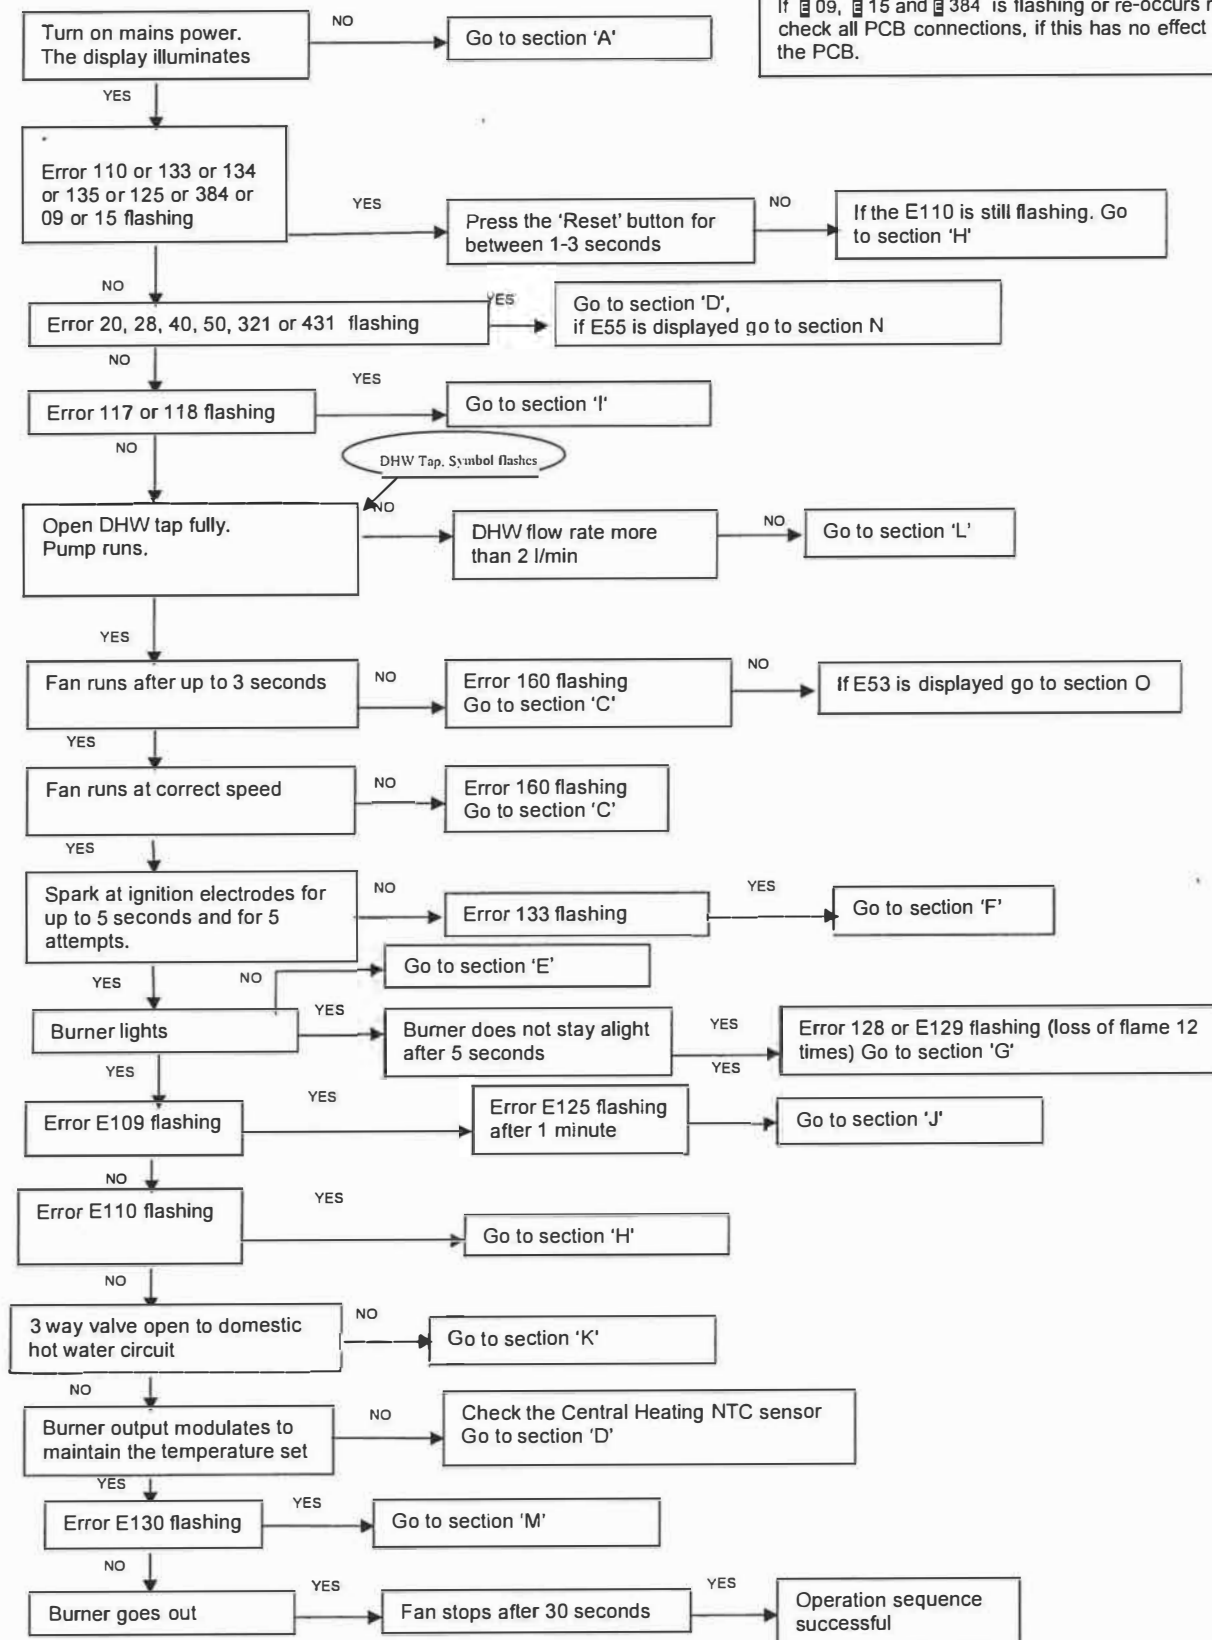 If E 09, E 15 and E 384 is flashing or re-occurs
check all PCB connections, if this has no effect
the PCB.
Turn on mains power.
The display illuminates
NO
Go to section 'A'
YES
Error 110 or 133 or 134
or 135 or 125 or 384 or
09 or 15 flashing
YES
Press the 'Reset' button for
between 1-3 seconds
NO
If the E110 is still flashing. Go
to section 'H'
NO
Error 20, 28, 40, 50, 321 or 431 flashing
YES
Go to section 'D',
if E55 is displayed go to section N
NO
Error 117 or 118 flashing
YES
Go to section 'I'
NO
DHW Tap, Symbol flashes
Open DHW tap fully.
Pump runs.
NO
DHW flow rate more
than 2 l/min
NO
Go to section 'L'
YES
Fan runs after up to 3 seconds
NO
Error 160 flashing
Go to section 'C'
NO
If E53 is displayed go to section O
YES
Fan runs at correct speed
NO
Error 160 flashing
Go to section 'C'
YES
Spark at ignition electrodes for
up to 5 seconds and for 5
attempts.
NO
Error 133 flashing
YES
Go to section 'F'
YES
NO
Go to section 'E'
Burner lights
YES
Burner does not stay alight
after 5 seconds
YES
YES
Error 128 or E129 flashing (loss of flame 12
times) Go to section 'G'
YES
Error E109 flashing
YES
Error E125 flashing
after 1 minute
Go to section 'J'
NO
Error E110 flashing
YES
Go to section 'H'
NO
3 way valve open to domestic
hot water circuit
NO
Go to section 'K'
NO
Burner output modulates to
maintain the temperature set
NO
Check the Central Heating NTC sensor
Go to section 'D'
YES
Error E130 flashing
YES
Go to section 'M'
NO
Burner goes out
YES
Fan stops after 30 seconds
YES
Operation sequence
successful